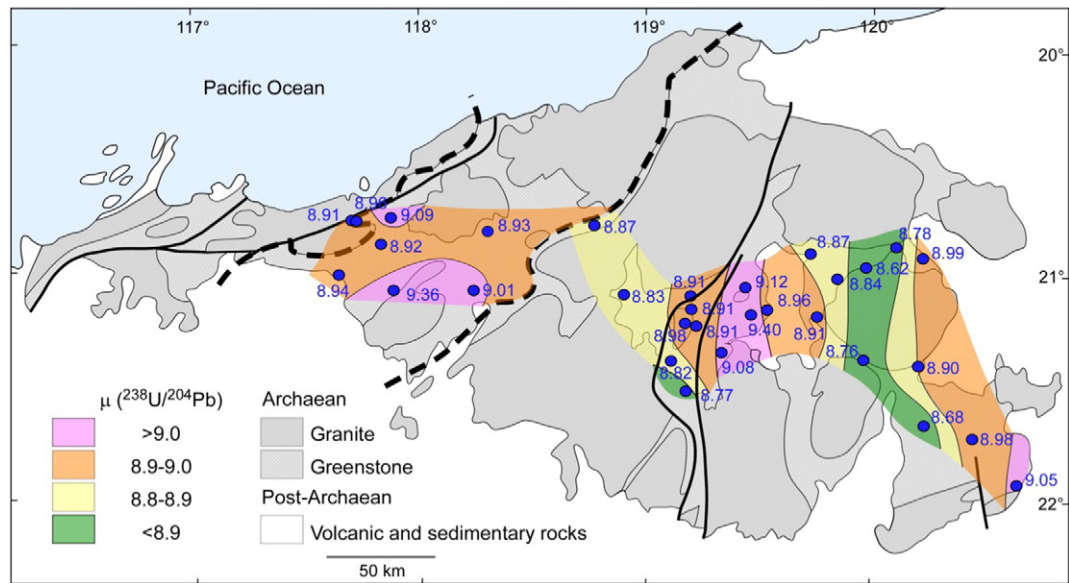 117° 118° 119° 120°
20°
Pacific Ocean
8.96
8.91 9.09 8.93 8.87
8.92
8.94 9.36 9.01
8.78
8.87 8.99
8.62
21°
8.91 9.12 8.84
8.83 8.96
8.91
8.98 8.91 9.40 8.91
8.82 9.08 8.76 8.90
8.77
8.68
8.98
9.05
22°
μ (238U/204Pb)
>9.0
8.9-9.0
8.8-8.9
<8.9
Archaean
Granite
Greenstone
Post-Archaean
Volcanic and sedimentary rocks
50 km